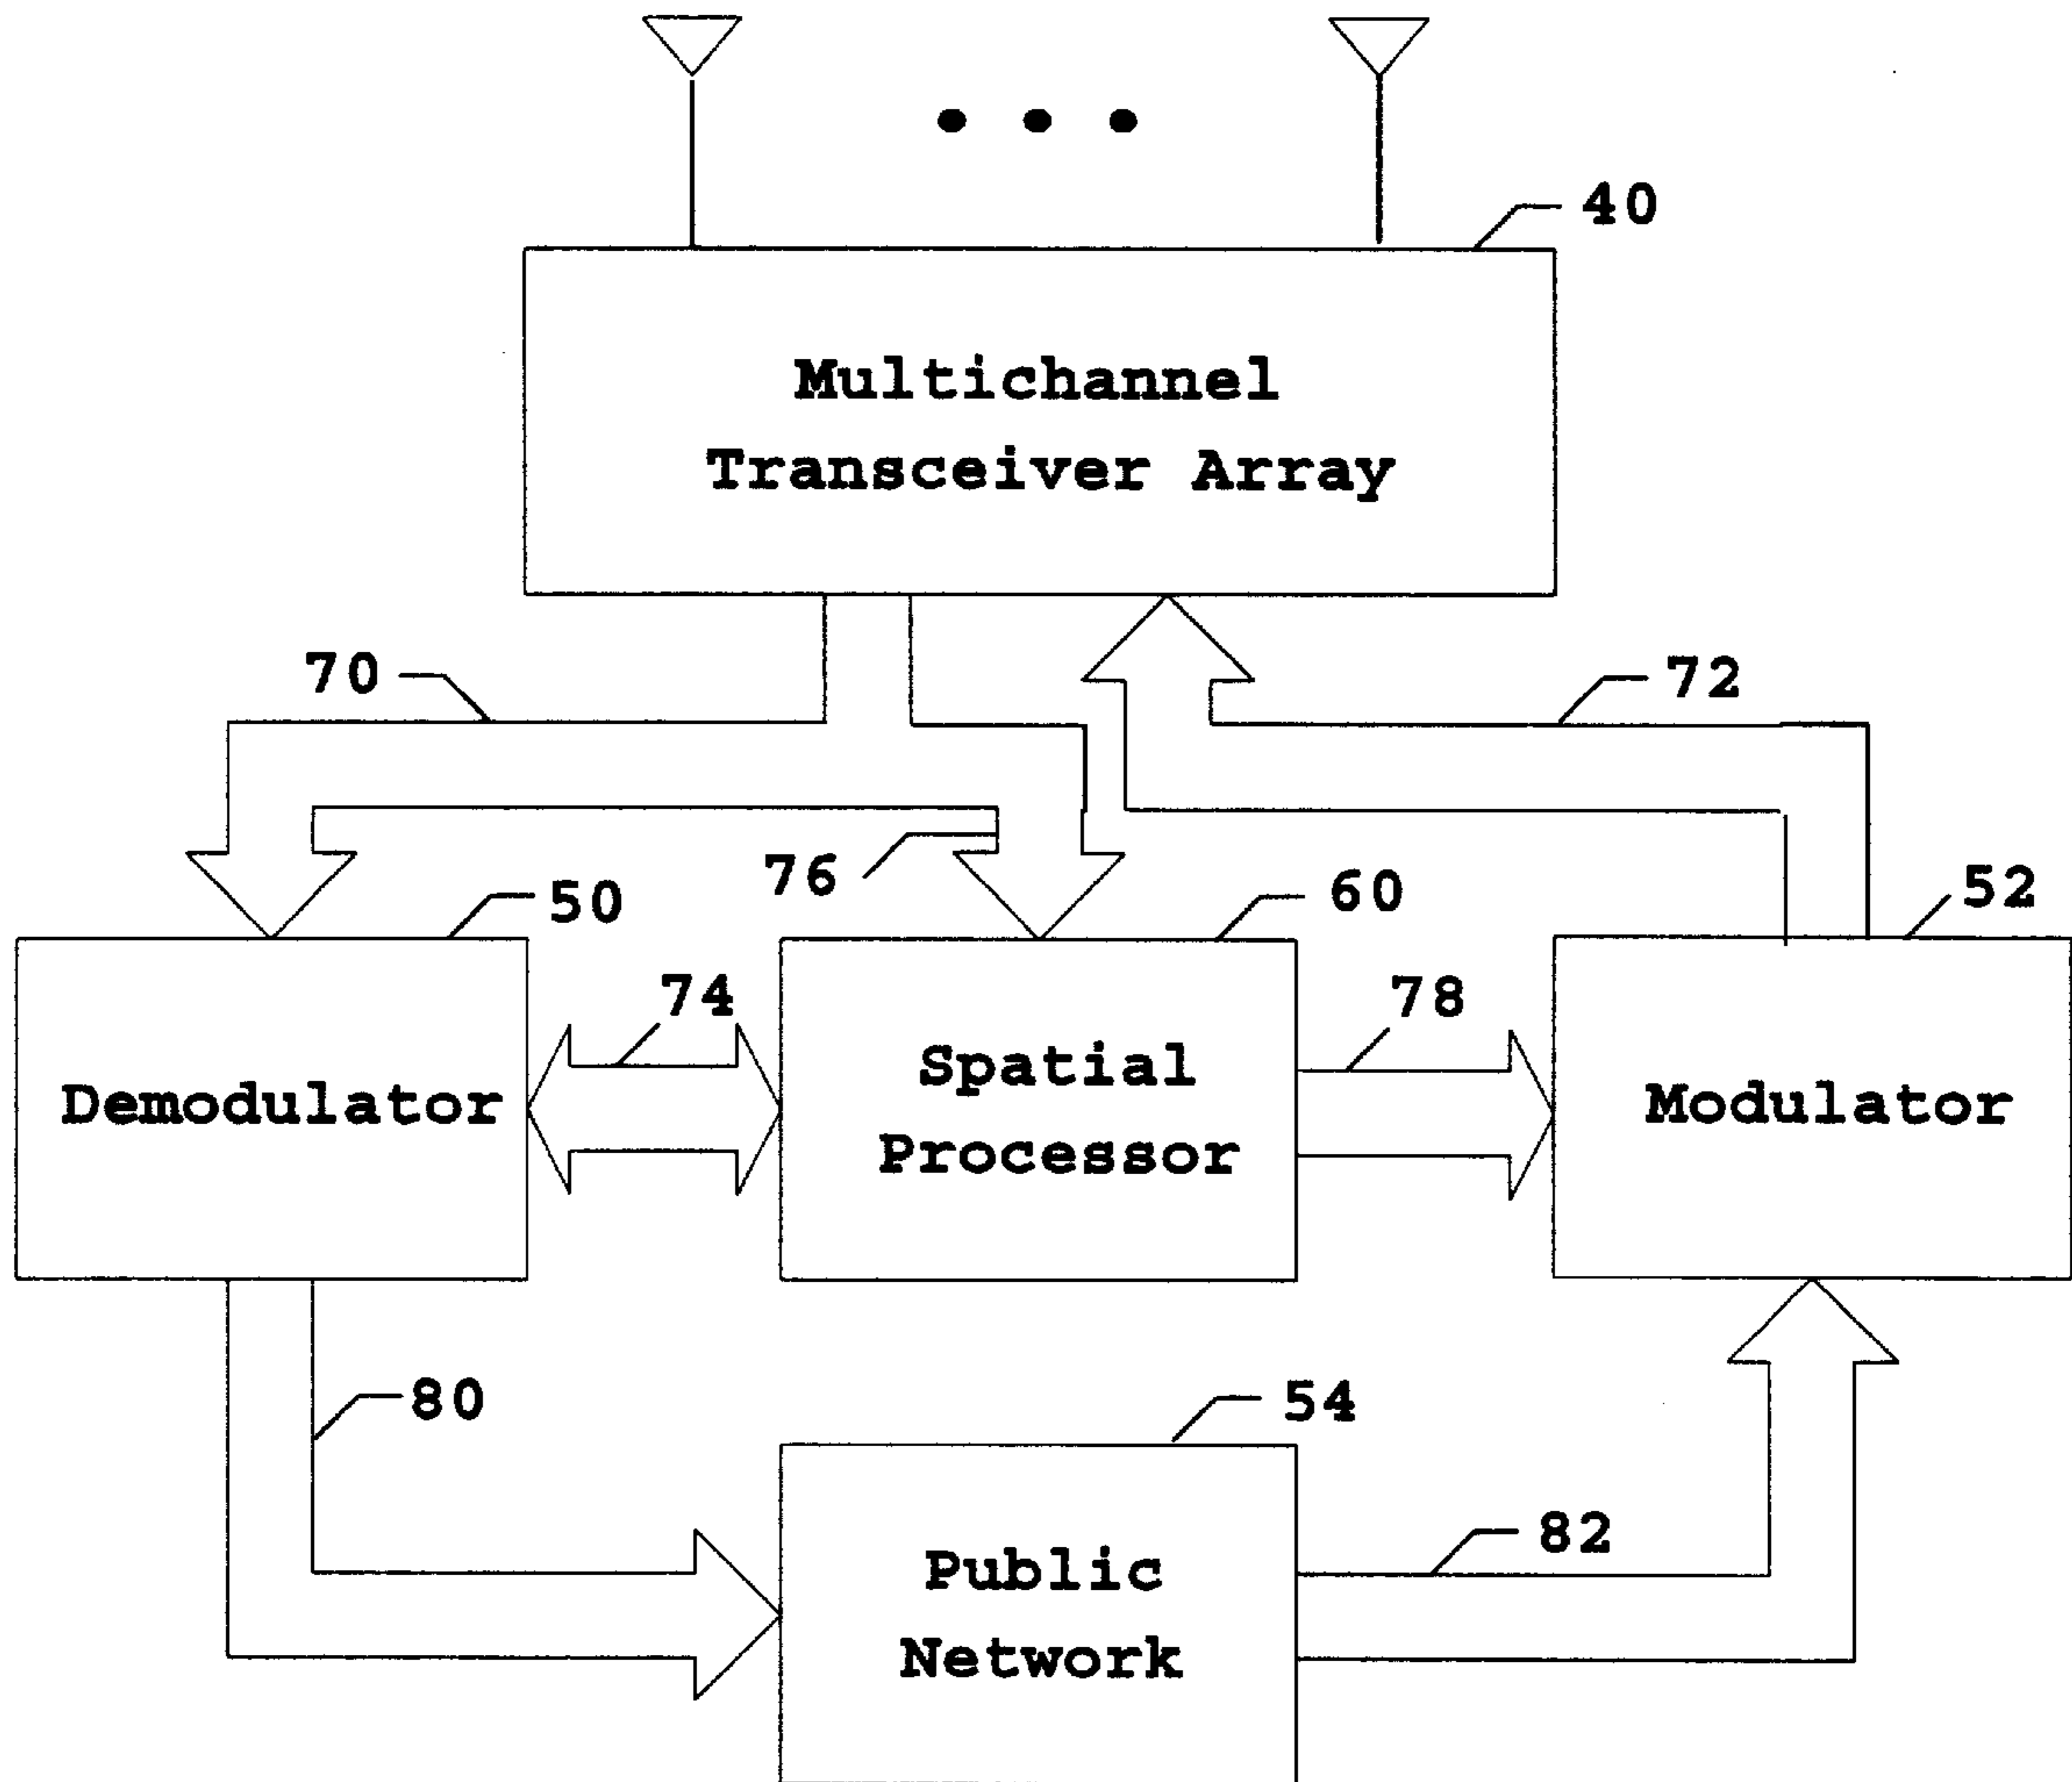 40
Multichannel
Transceiver Array
70
72
76
50
60
52
74
78
Demodulator
Spatial
Processor
Modulator
80
54
82
Public
Network